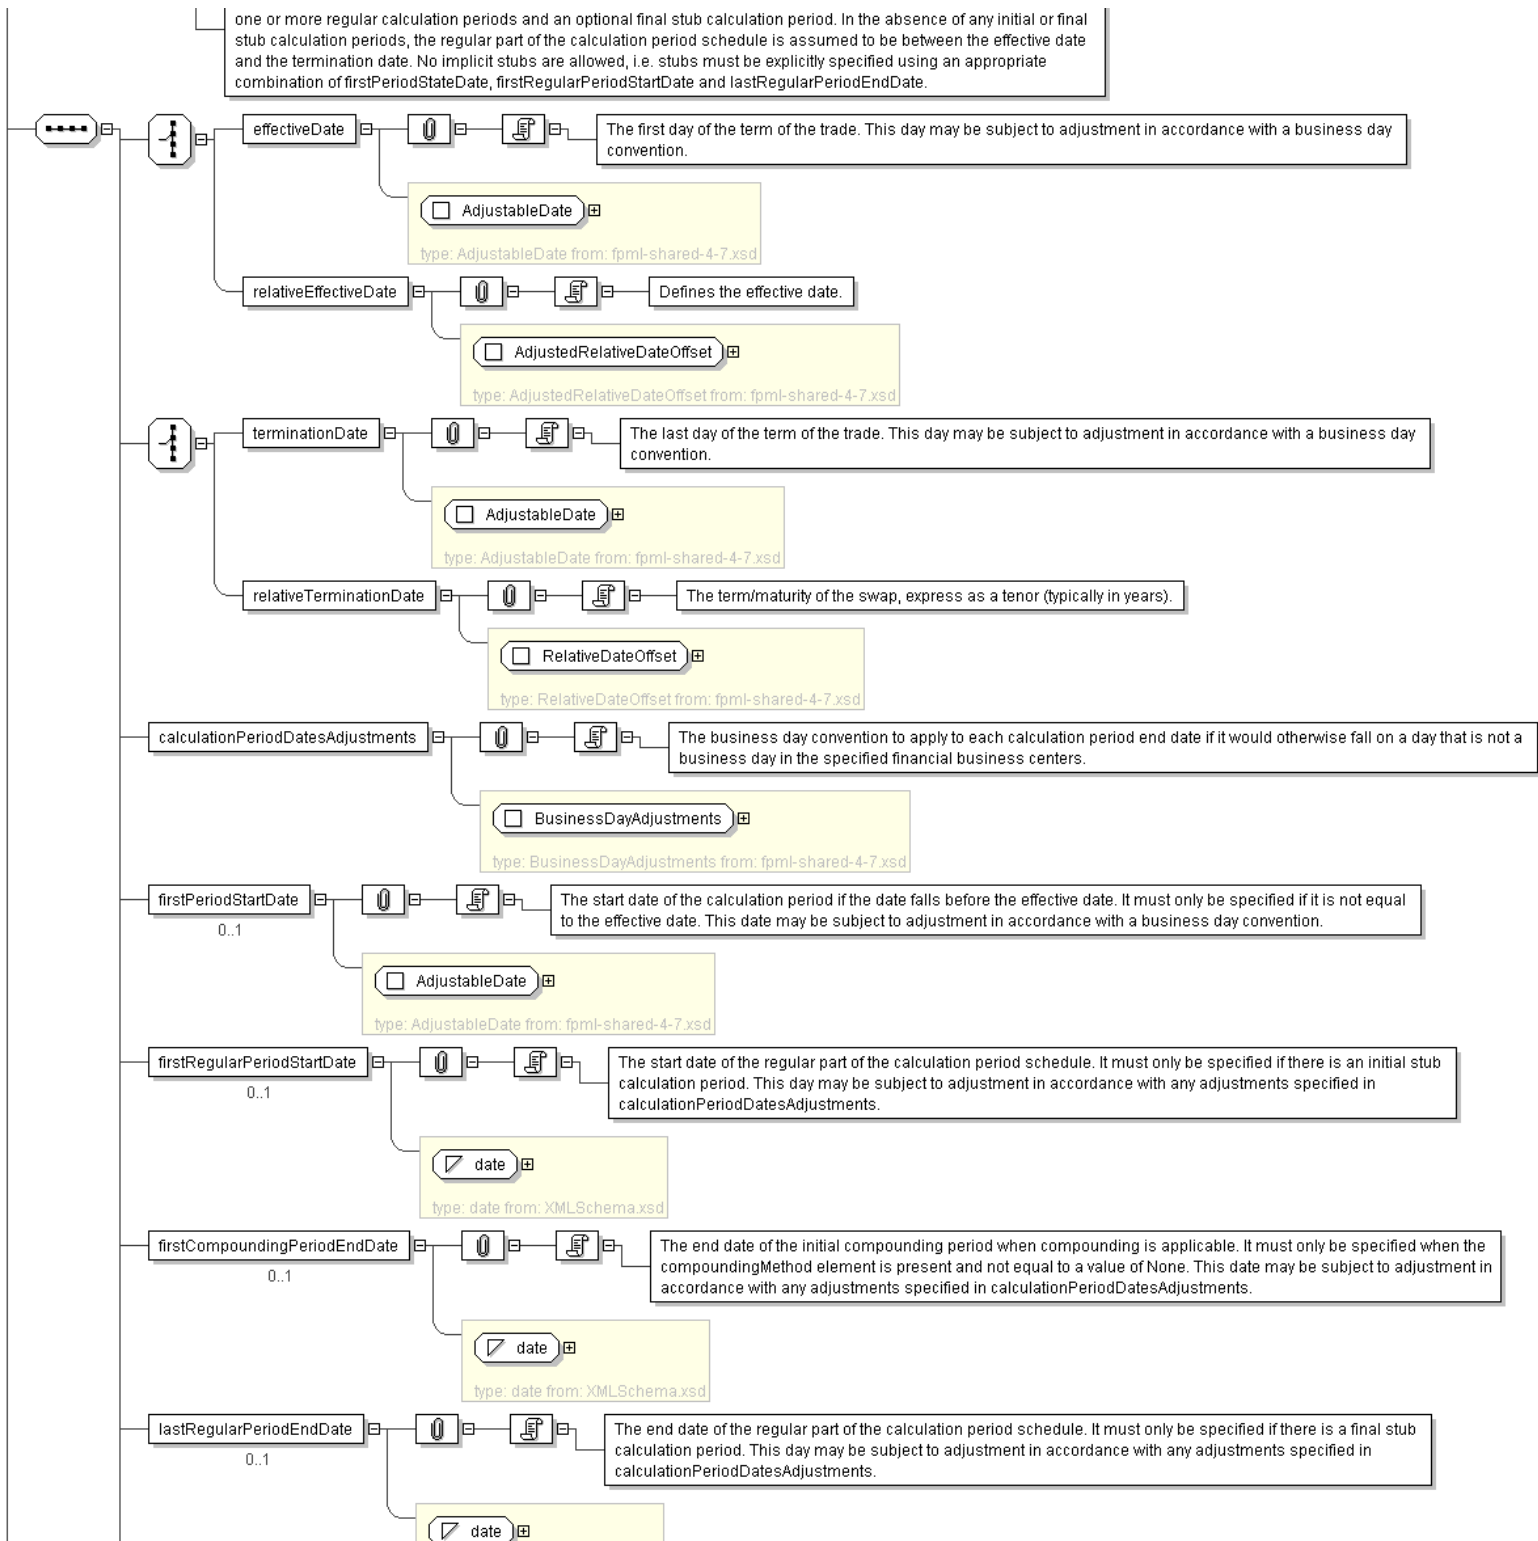 one or more regular calculation periods and an optional final stub calculation period. In the absence of any initial or final
stub calculation periods, the regular part of the calculation period schedule is assumed to be between the effective date
and the termination date. No implicit stubs are allowed, i.e. stubs must be explicitly specified using an appropriate
combination of firstPeriodStateDate, firstRegularPeriodStartDate and lastRegularPeriodEndDate.
effectiveDate
The first day of the term of the trade. This day may be subject to adjustment in accordance with a business day
convention.
AdjustableDate
type: AdjustableDate from: fpml-shared-4-7.xsd
relativeEffectiveDate
Defines the effective date.
AdjustedRelativeDateOffset
type: AdjustedRelativeDateOffset from: fpml-shared-4-7.xsd
terminationDate
The last day of the term of the trade. This day may be subject to adjustment in accordance with a business day
convention.
AdjustableDate
type: AdjustableDate from: fpml-shared-4-7.xsd
relativeTerminationDate
The term/maturity of the swap, express as a tenor (typically in years).
RelativeDateOffset
type: RelativeDateOffset from: fpml-shared-4-7.xsd
calculationPeriodDatesAdjustments
The business day convention to apply to each calculation period end date if it would otherwise fall on a day that is not a
business day in the specified financial business centers.
BusinessDayAdjustments
type: BusinessDayAdjustments from: fpml-shared-4-7.xsd
firstPeriodStartDate
0..1
The start date of the calculation period if the date falls before the effective date. It must only be specified if it is not equal
to the effective date. This date may be subject to adjustment in accordance with a business day convention.
AdjustableDate
type: AdjustableDate from: fpml-shared-4-7.xsd
firstRegularPeriodStartDate
0..1
The start date of the regular part of the calculation period schedule. It must only be specified if there is an initial stub
calculation period. This day may be subject to adjustment in accordance with any adjustments specified in
calculationPeriodDatesAdjustments.
date
type: date from: XMLSchema.xsd
firstCompoundingPeriodEndDate
0..1
The end date of the initial compounding period when compounding is applicable. It must only be specified when the
compoundingMethod element is present and not equal to a value of None. This date may be subject to adjustment in
accordance with any adjustments specified in calculationPeriodDatesAdjustments.
date
type: date from: XMLSchema.xsd
lastRegularPeriodEndDate
0..1
The end date of the regular part of the calculation period schedule. It must only be specified if there is a final stub
calculation period. This day may be subject to adjustment in accordance with any adjustments specified in
calculationPeriodDatesAdjustments.
date